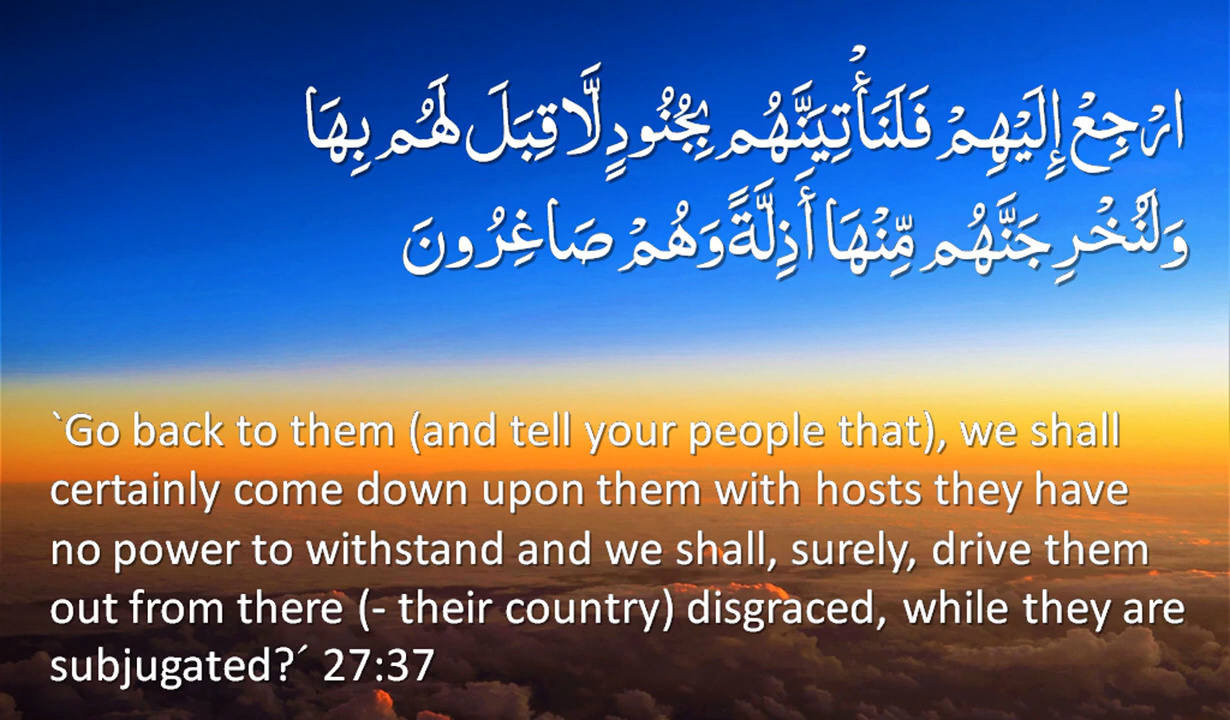 ارْجِعْ إِلَيْهِمْ فَلَنَأْتِيَنَّهُم بِجُنُودٍ لَّا قِبَلَ لَهُم بِهَا
وَلَنُخْرِجَنَّهُم مِّنْهَا أَذِلَّةً وَهُمْ صَاغِرُونَ
`Go back to them (and tell your people that), we shall
certainly come down upon them with hosts they have
no power to withstand and we shall, surely, drive them
out from there (- their country) disgraced, while they are
subjugated?´ 27:37